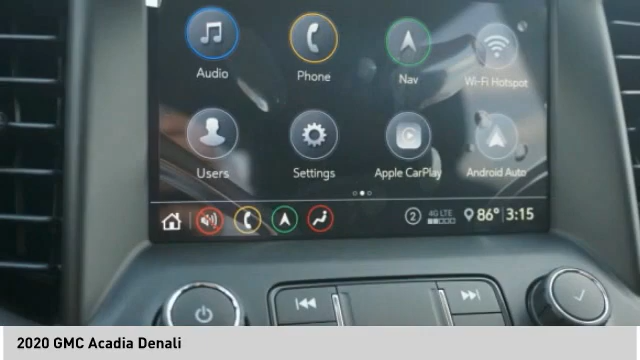 Audio Phone Nav Wi-Fi Hotspot
Users Settings Apple CarPlay Android Auto
2 4G LTE 86° 3:15
2020 GMC Acadia Denali